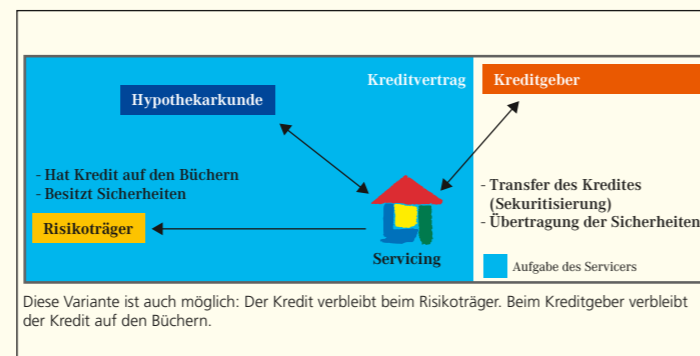 Kreditvertrag
Kreditgeber
Hypothekarkunde
- Hat Kredit auf den Büchern
- Besitzt Sicherheiten
Risikoträger
Servicing
- Transfer des Kredites
(Sekuritisierung)
- Übertragung der Sicherheiten
Aufgabe des Servicers
Diese Variante ist auch möglich: Der Kredit verbleibt beim Risikoträger. Beim Kreditgeber verbleibt
der Kredit auf den Büchern.